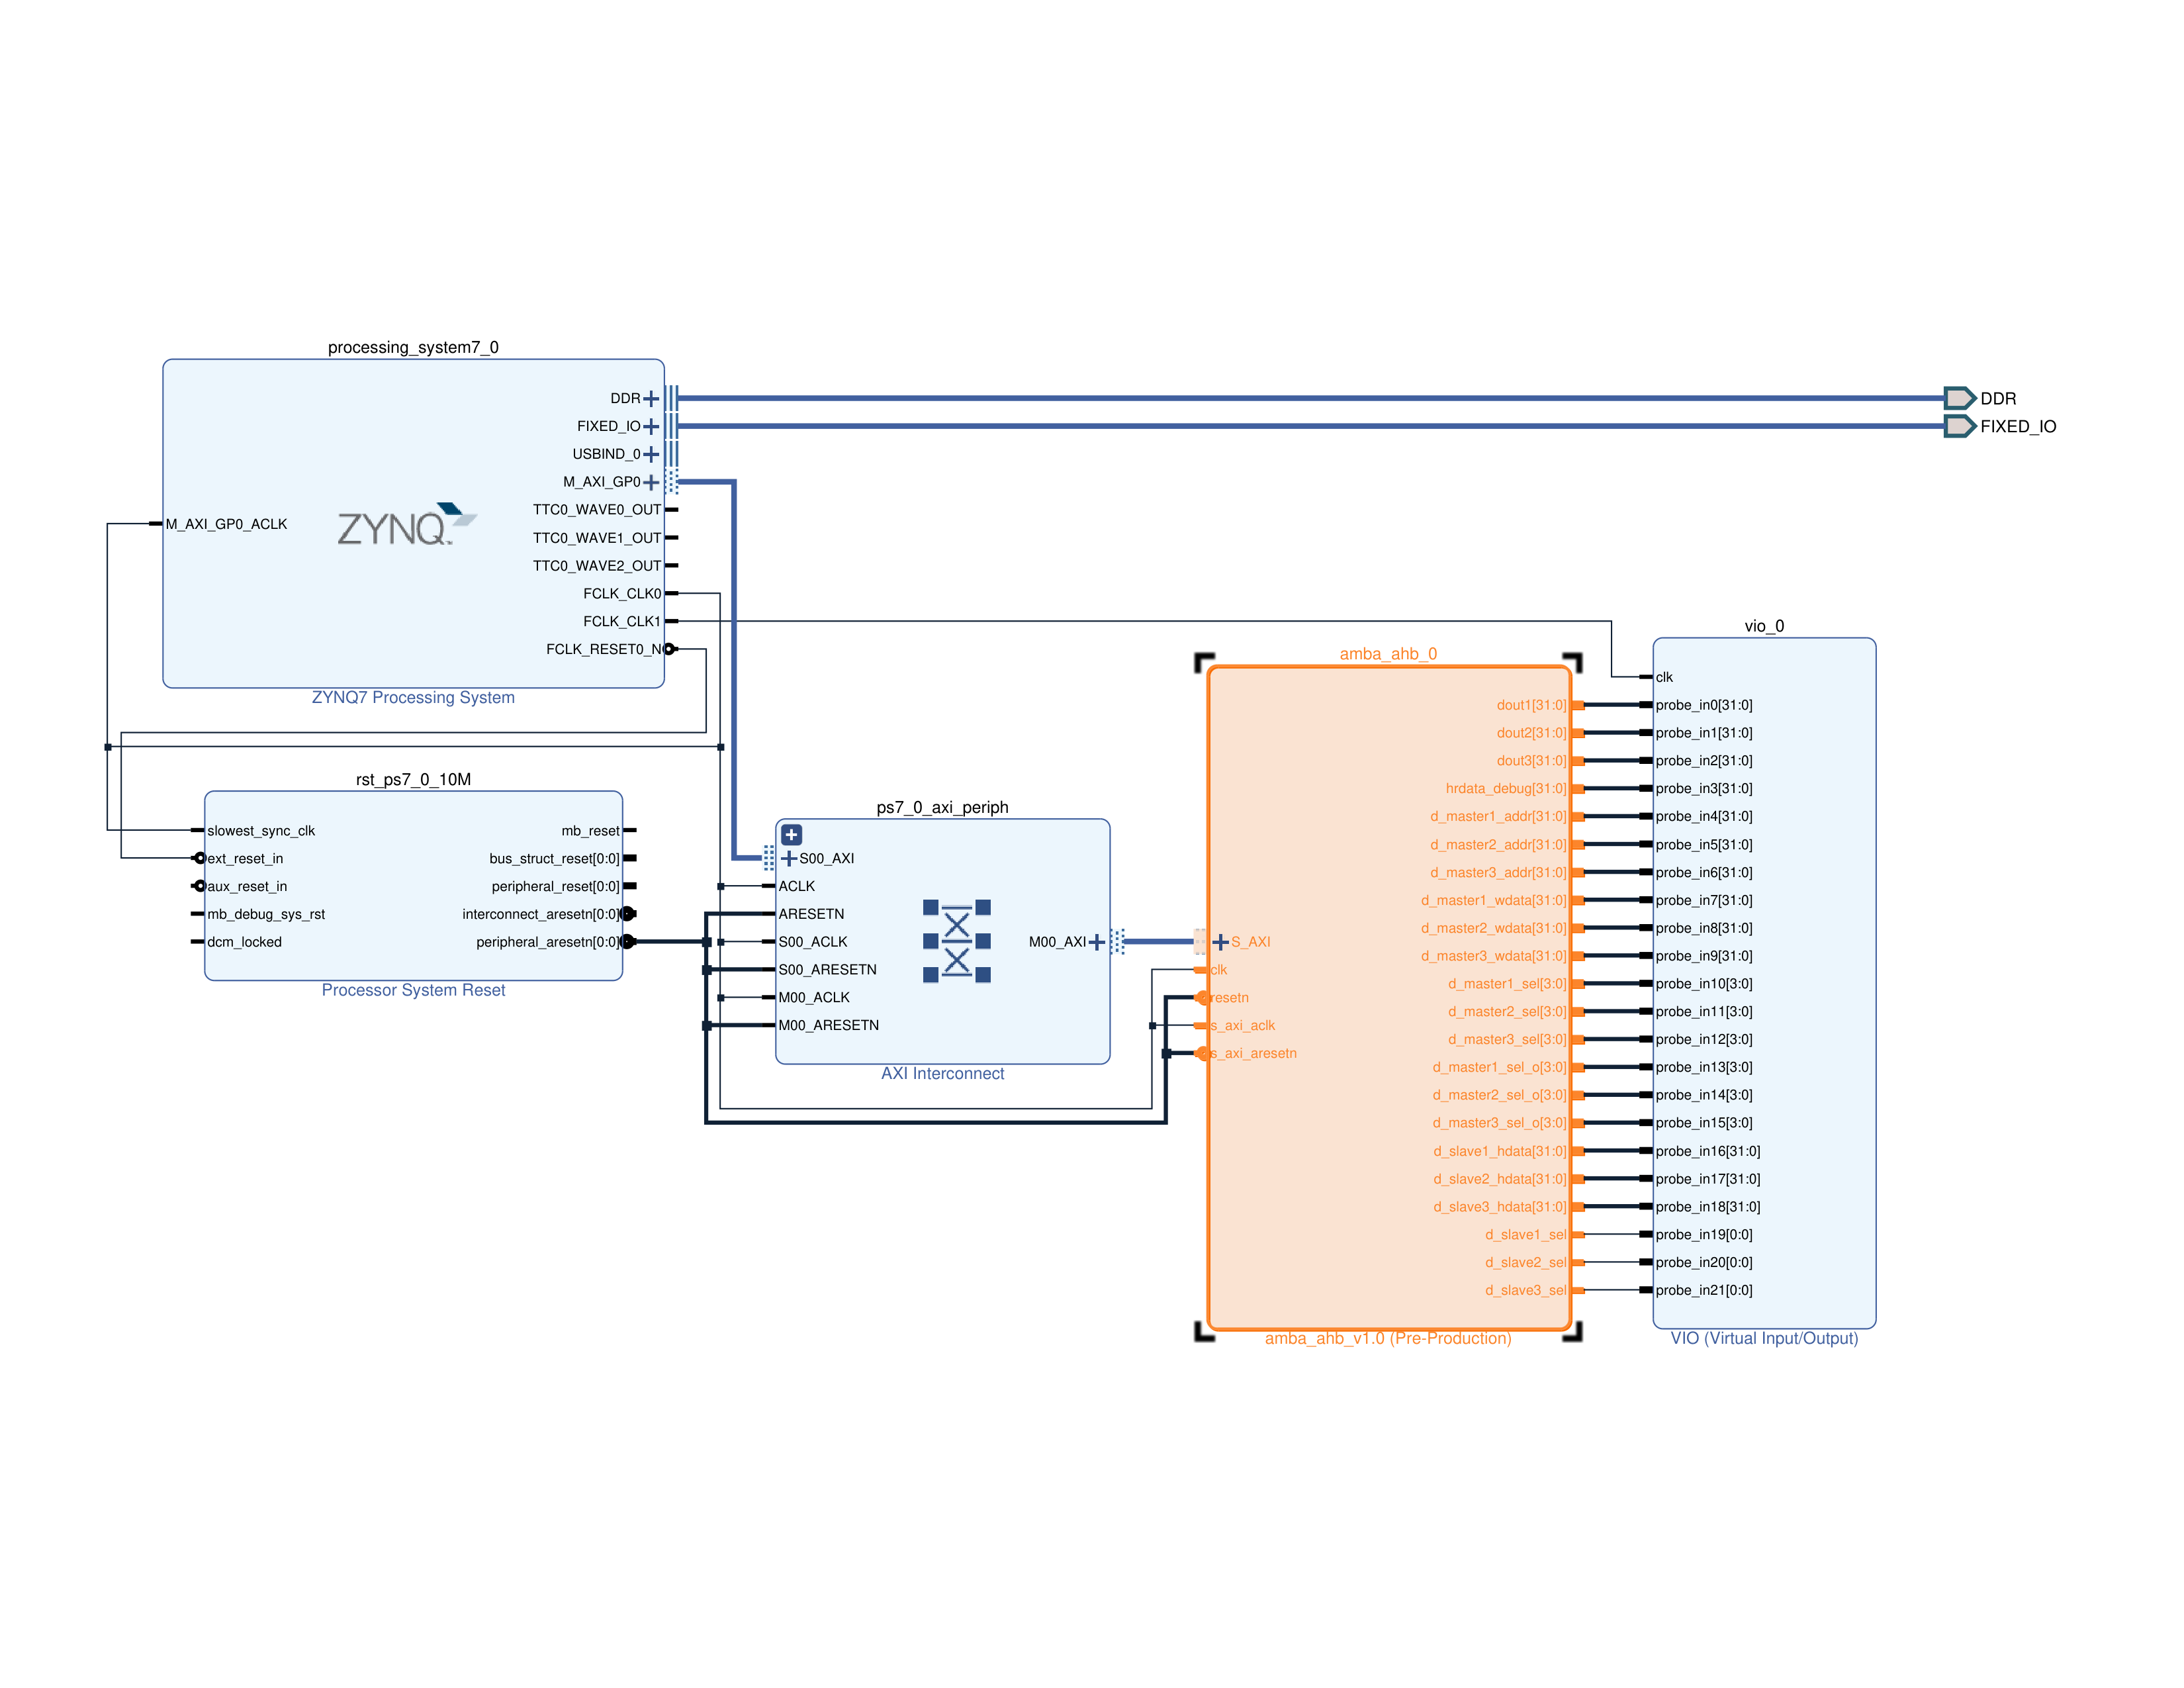 processing_system7_0
DDR
FIXED_IO
USBIND_0
M_AXI_GP0
TTC0_WAVE0_OUT
TTC0_WAVE1_OUT
TTC0_WAVE2_OUT
FCLK_CLK0
FCLK_CLK1
FCLK_RESET0_N
M_AXI_GP0_ACLK
ZYNQ
ZYNQ7 Processing System
DDR
FIXED_IO
rst_ps7_0_10M
slowest_sync_clk
ext_reset_in
aux_reset_in
mb_debug_sys_rst
dcm_locked
mb_reset
bus_struct_reset[0:0]
peripheral_reset[0:0]
interconnect_aresetn[0:0]
peripheral_aresetn[0:0]
Processor System Reset
ps7_0_axi_periph
S00_AXI
ACLK
ARESETN
S00_ACLK
S00_ARESETN
M00_ACLK
M00_ARESETN
M00_AXI
AXI Interconnect
amba_ahb_0
S_AXI
clk
resetn
s_axi_aclk
s_axi_aresetn
dout1[31:0]
dout2[31:0]
dout3[31:0]
hrdata_debug[31:0]
d_master1_addr[31:0]
d_master2_addr[31:0]
d_master3_addr[31:0]
d_master1_wdata[31:0]
d_master2_wdata[31:0]
d_master3_wdata[31:0]
d_master1_sel[3:0]
d_master2_sel[3:0]
d_master3_sel[3:0]
d_master1_sel_o[3:0]
d_master2_sel_o[3:0]
d_master3_sel_o[3:0]
d_slave1_hdata[31:0]
d_slave2_hdata[31:0]
d_slave3_hdata[31:0]
d_slave1_sel
d_slave2_sel
d_slave3_sel
amba_ahb_v1.0 (Pre-Production)
vio_0
clk
probe_in0[31:0]
probe_in1[31:0]
probe_in2[31:0]
probe_in3[31:0]
probe_in4[31:0]
probe_in5[31:0]
probe_in6[31:0]
probe_in7[31:0]
probe_in8[31:0]
probe_in9[31:0]
probe_in10[3:0]
probe_in11[3:0]
probe_in12[3:0]
probe_in13[3:0]
probe_in14[3:0]
probe_in15[3:0]
probe_in16[31:0]
probe_in17[31:0]
probe_in18[31:0]
probe_in19[0:0]
probe_in20[0:0]
probe_in21[0:0]
VIO (Virtual Input/Output)